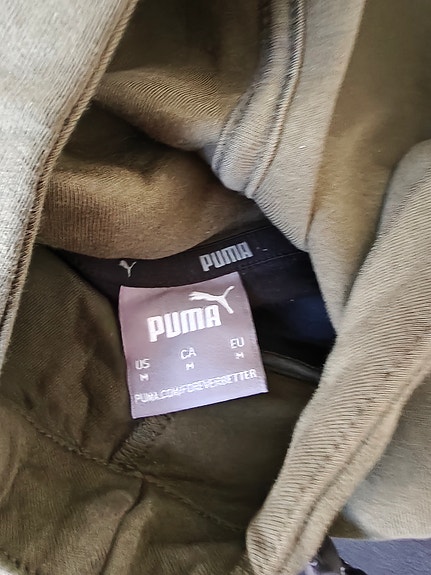 PUMA
PUMA
US CA EU
M M M
PUMA.COM/FOREVERBETTER